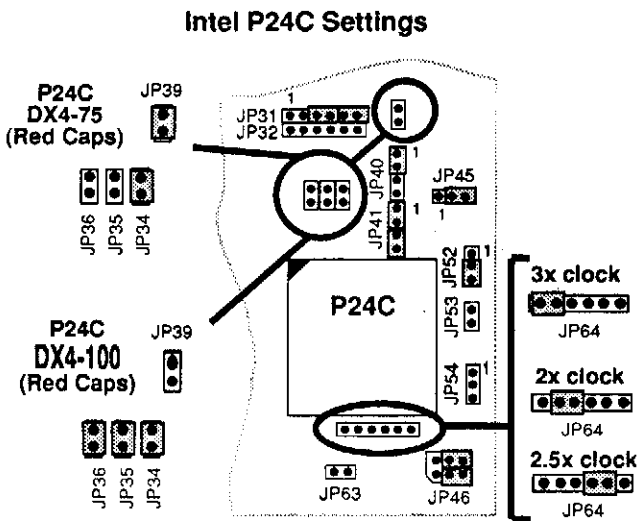 Intel P24C Settings
P24C
DX4-75
(Red Caps)
JP39
JP36
JP35
JP34
P24C
DX4-100
(Red Caps)
JP39
JP36
JP35
JP34
1
JP31
JP32
JP40
1
JP41
1
JP45
1
JP52
1
JP53
JP54
1
P24C
JP63
JP46
3x clock
JP64
2x clock
JP64
2.5x clock
JP64